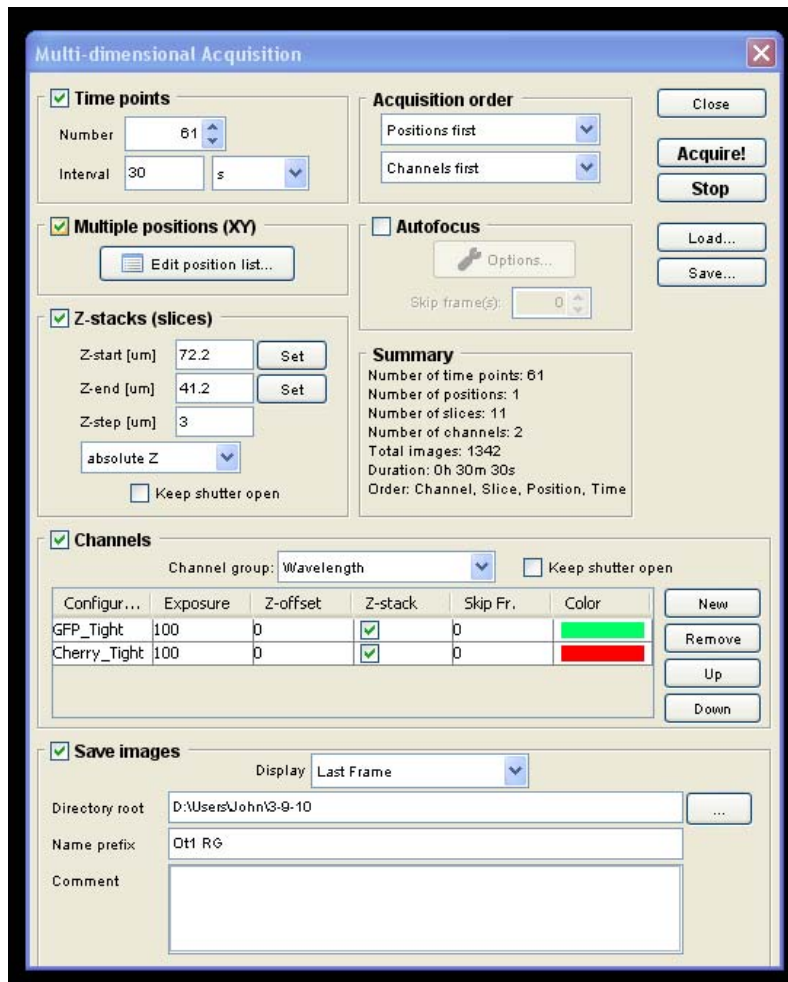 Multi-dimensional Acquisition
Time points
Number 61
Interval 30 s
Acquisition order
Positions first
Channels first
Close
Acquire!
Stop
Multiple positions (XY)
Edit position list...
Autofocus
Options...
Skip frame(s): 0
Load...
Save...
Z-stacks (slices)
Z-start [um] 72.2 Set
Z-end [um] 41.2 Set
Z-step [um] 3
absolute Z
Keep shutter open
Summary
Number of time points: 61
Number of positions: 1
Number of slices: 11
Number of channels: 2
Total images: 1342
Duration: 0h 30m 30s
Order: Channel, Slice, Position, Time
Channels
Channel group: Wavelength Keep shutter open
Configur... Exposure Z-offset Z-stack Skip Fr. Color
GFP_Tight 100 0 0
Cherry_Tight 100 0 0
New
Remove
Up
Down
Save images
Display Last Frame
Directory root D:\Users\John\3-9-10 ...
Name prefix Ot1 RG
Comment